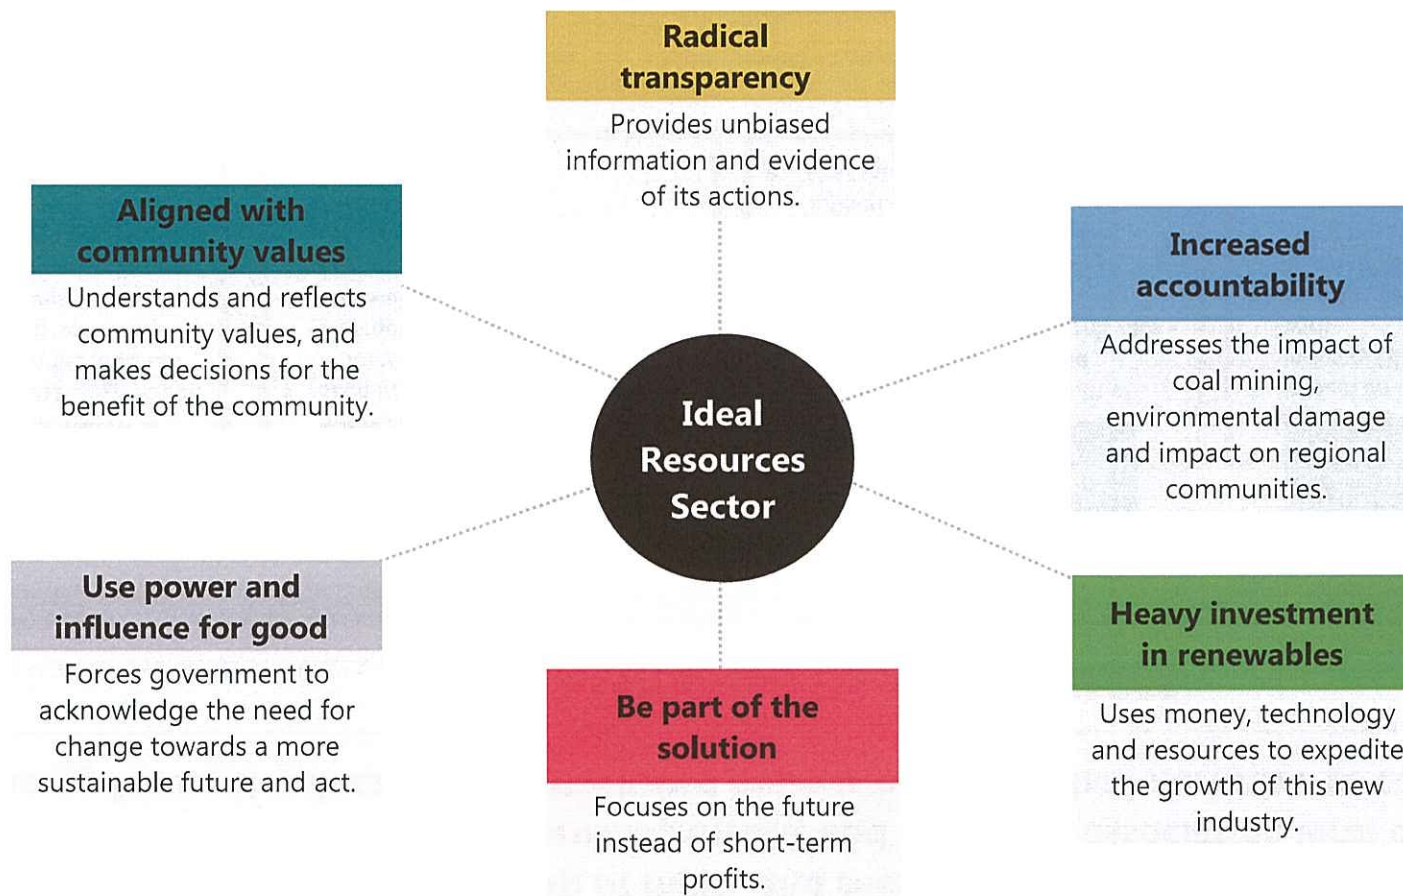 Radical
transparency
Provides unbiased
information and evidence
of its actions.
Aligned with
community values
Understands and reflects
community values, and
makes decisions for the
benefit of the community.
Increased
accountability
Addresses the impact of
coal mining,
environmental damage
and impact on regional
communities.
Ideal
Resources
Sector
Use power and
influence for good
Forces government to
acknowledge the need for
change towards a more
sustainable future and act.
Be part of the
solution
Focuses on the future
instead of short-term
profits.
Heavy investment
in renewables
Uses money, technology
and resources to expedite
the growth of this new
industry.